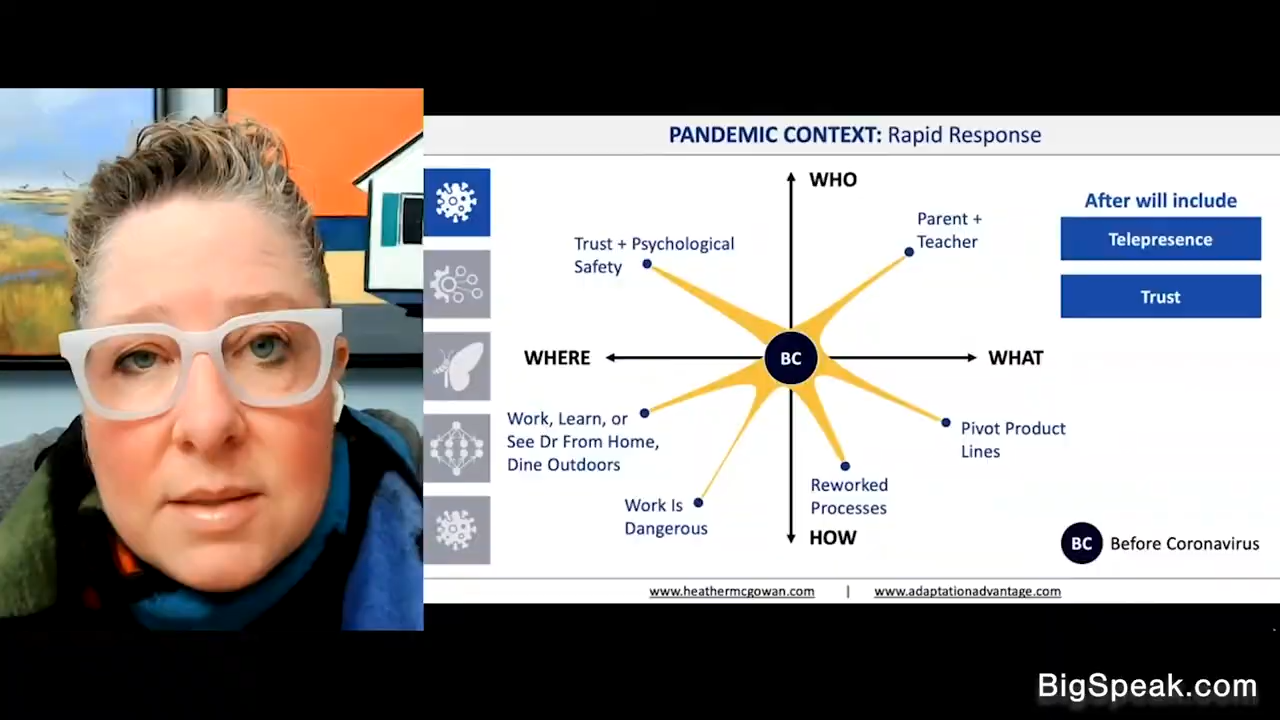 PANDEMIC CONTEXT: Rapid Response
WHO
Parent +
Teacher
Trust + Psychological
Safety
After will include
Telepresence
Trust
WHERE
BC
WHAT
Work, Learn, or
See Dr From Home,
Dine Outdoors
Pivot Product
Lines
Work Is
Dangerous
Reworked
Processes
HOW
BC Before Coronavirus
www.heathermcgowan.com | www.adaptationadvantage.com
BigSpeak.com